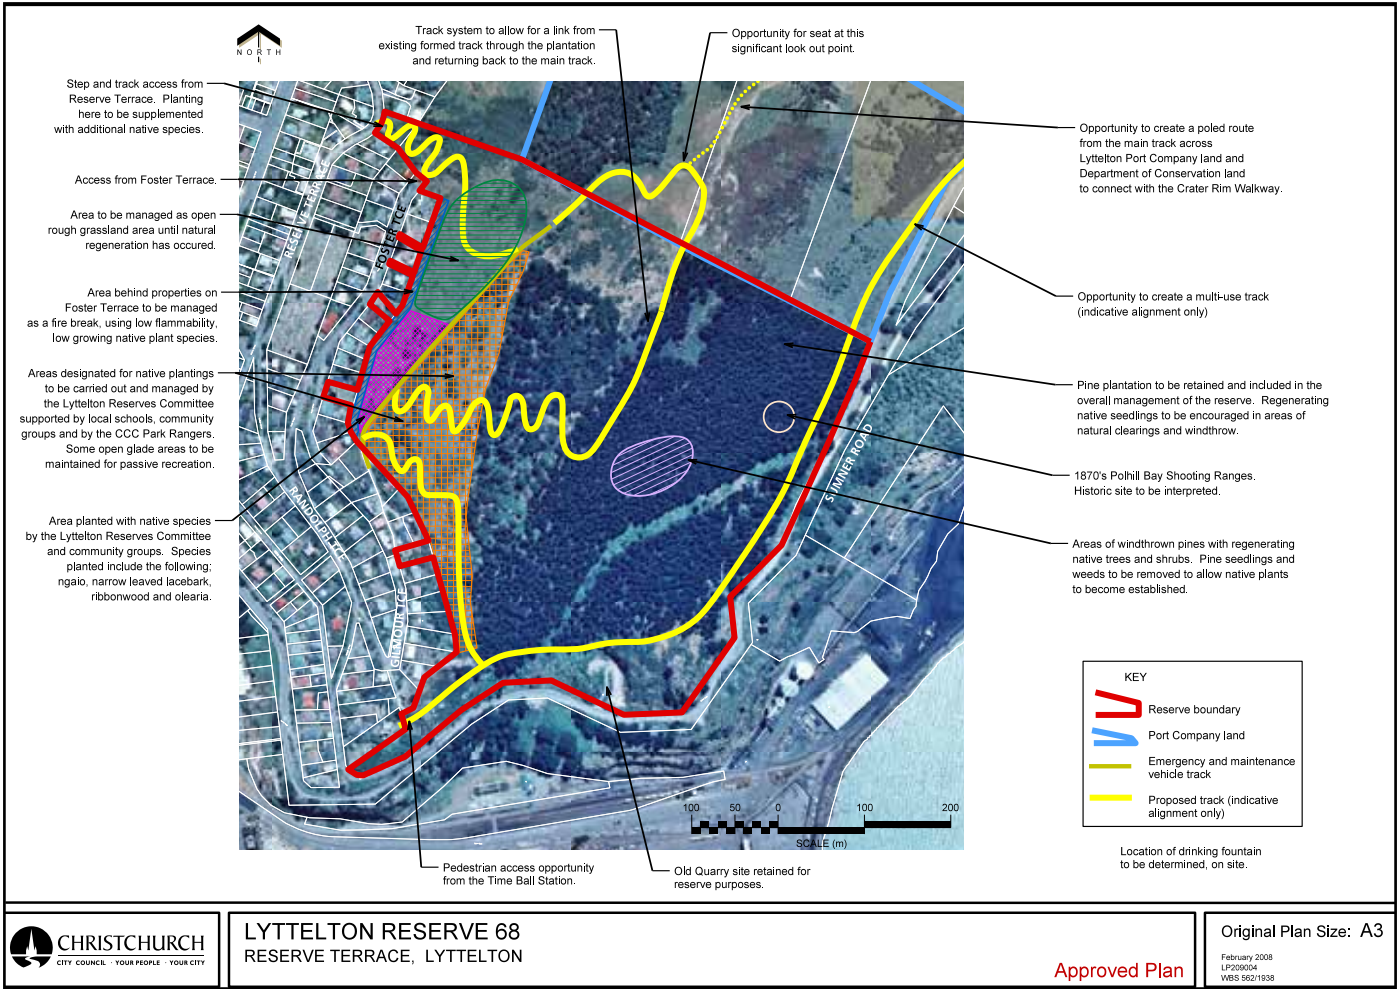 NORTH
Track system to allow for a link from
existing formed track through the plantation
and returning back to the main track.
Opportunity for seat at this
significant look out point.
Step and track access from
Reserve Terrace. Planting
here to be supplemented
with additional native species.
Access from Foster Terrace.
Area to be managed as open
rough grassland area until natural
regeneration has occured.
Area behind properties on
Foster Terrace to be managed
as a fire break, using low flammability,
low growing native plant species.
Areas designated for native plantings
to be carried out and managed by
the Lyttelton Reserves Committee
supported by local schools, community
groups and by the CCC Park Rangers.
Some open glade areas to be
maintained for passive recreation.
Area planted with native species
by the Lyttelton Reserves Committee
and community groups. Species
planted include the following;
ngaio, narrow leaved lacebark,
ribbonwood and olearia.
RESERVE TERRACE
FOSTER TCE
RANDOLPH TCE
GILMOUR TCE
SUMNER ROAD
Opportunity to create a poled route
from the main track across
Lyttelton Port Company land and
Department of Conservation land
to connect with the Crater Rim Walkway.
Opportunity to create a multi-use track
(indicative alignment only)
Pine plantation to be retained and included in the
overall management of the reserve. Regenerating
native seedlings to be encouraged in areas of
natural clearings and windthrow.
1870's Polhill Bay Shooting Ranges.
Historic site to be interpreted.
Areas of windthrown pines with regenerating
native trees and shrubs. Pine seedlings and
weeds to be removed to allow native plants
to become established.
KEY
Reserve boundary
Port Company land
Emergency and maintenance
vehicle track
Proposed track (indicative
alignment only)
Location of drinking fountain
to be determined, on site.
100 50 0 100 200
SCALE (m)
Pedestrian access opportunity
from the Time Ball Station.
Old Quarry site retained for
reserve purposes.
CHRISTCHURCH
CITY COUNCIL · YOUR PEOPLE · YOUR CITY
LYTTELTON RESERVE 68
RESERVE TERRACE, LYTTELTON
Approved Plan
Original Plan Size: A3
February 2008
LP209004
WBS 562/1938